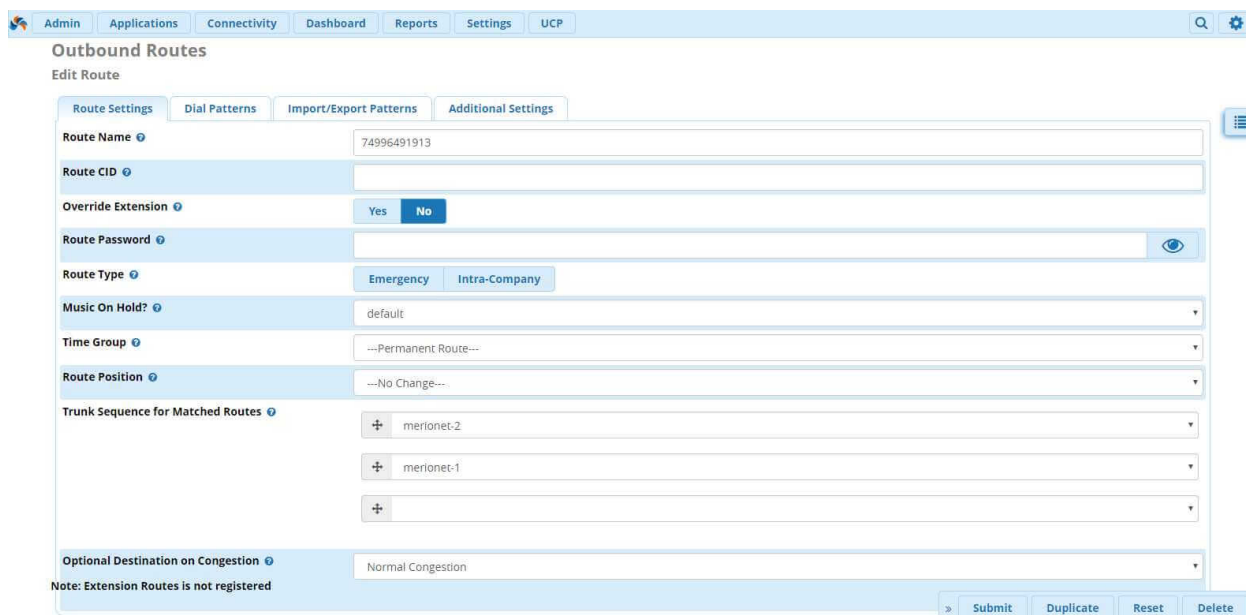 Admin Applications Connectivity Dashboard Reports Settings UCP
Outbound Routes
Edit Route
Route Settings Dial Patterns Import/Export Patterns Additional Settings
Route Name 74996491913
Route CID
Override Extension Yes No
Route Password
Route Type Emergency Intra-Company
Music On Hold? default
Time Group ---Permanent Route---
Route Position ---No Change---
Trunk Sequence for Matched Routes
merionet-2
merionet-1
Optional Destination on Congestion Normal Congestion
Note: Extension Routes is not registered
» Submit Duplicate Reset Delete